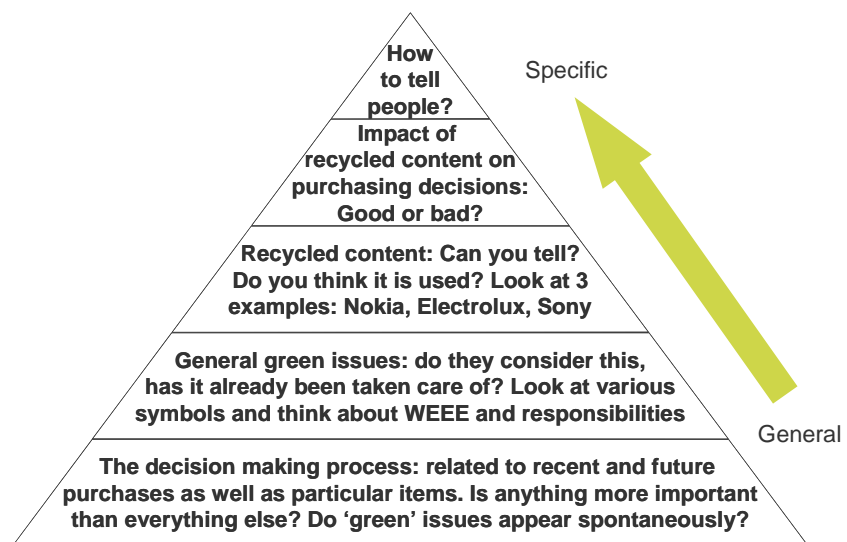 How
to tell
people?
Specific
Impact of
recycled content on
purchasing decisions:
Good or bad?
Recycled content: Can you tell?
Do you think it is used? Look at 3
examples: Nokia, Electrolux, Sony
General green issues: do they consider this,
has it already been taken care of? Look at various
symbols and think about WEEE and responsibilities
General
The decision making process: related to recent and future
purchases as well as particular items. Is anything more important
than everything else? Do ‘green’ issues appear spontaneously?